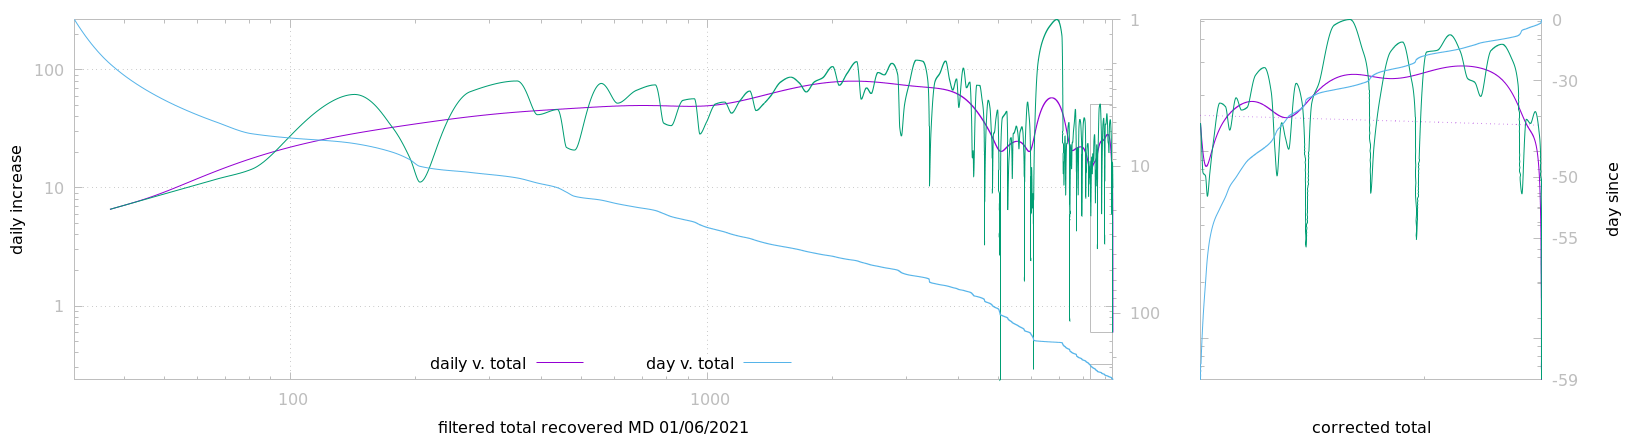 daily increase
100
10
1
daily v. total
day v. total
100
1000
filtered total recovered MD 01/06/2021
1
10
100
0
-30
-50
-55
-59
day since
corrected total